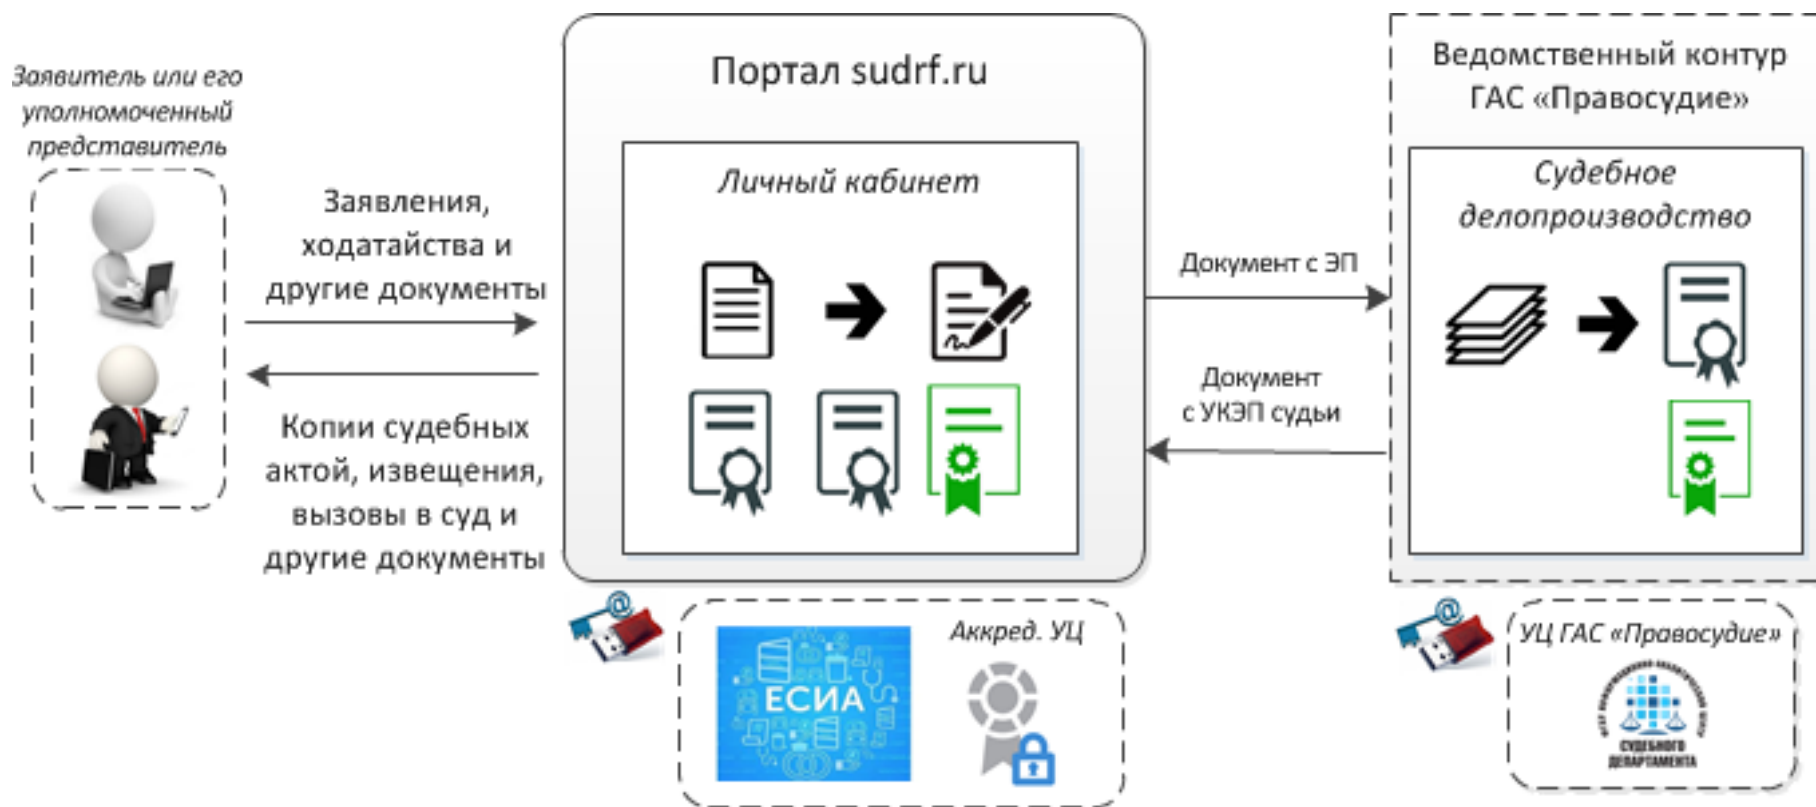 Заявитель или его
уполномоченный
представитель
Заявления,
ходатайства и
другие документы
Копии судебных
актой, извещения,
вызовы в суд и
другие документы
Портал sudrf.ru
Личный кабинет
Документ с ЭП
Документ
с УКЭП судьи
Ведомственный контур
ГАС «Правосудие»
Судебное
делопроизводство
ЕСИА
Аккред. УЦ
УЦ ГАС «Правосудие»
СУДЕБНОГО
ДЕПАРТАМЕНТА